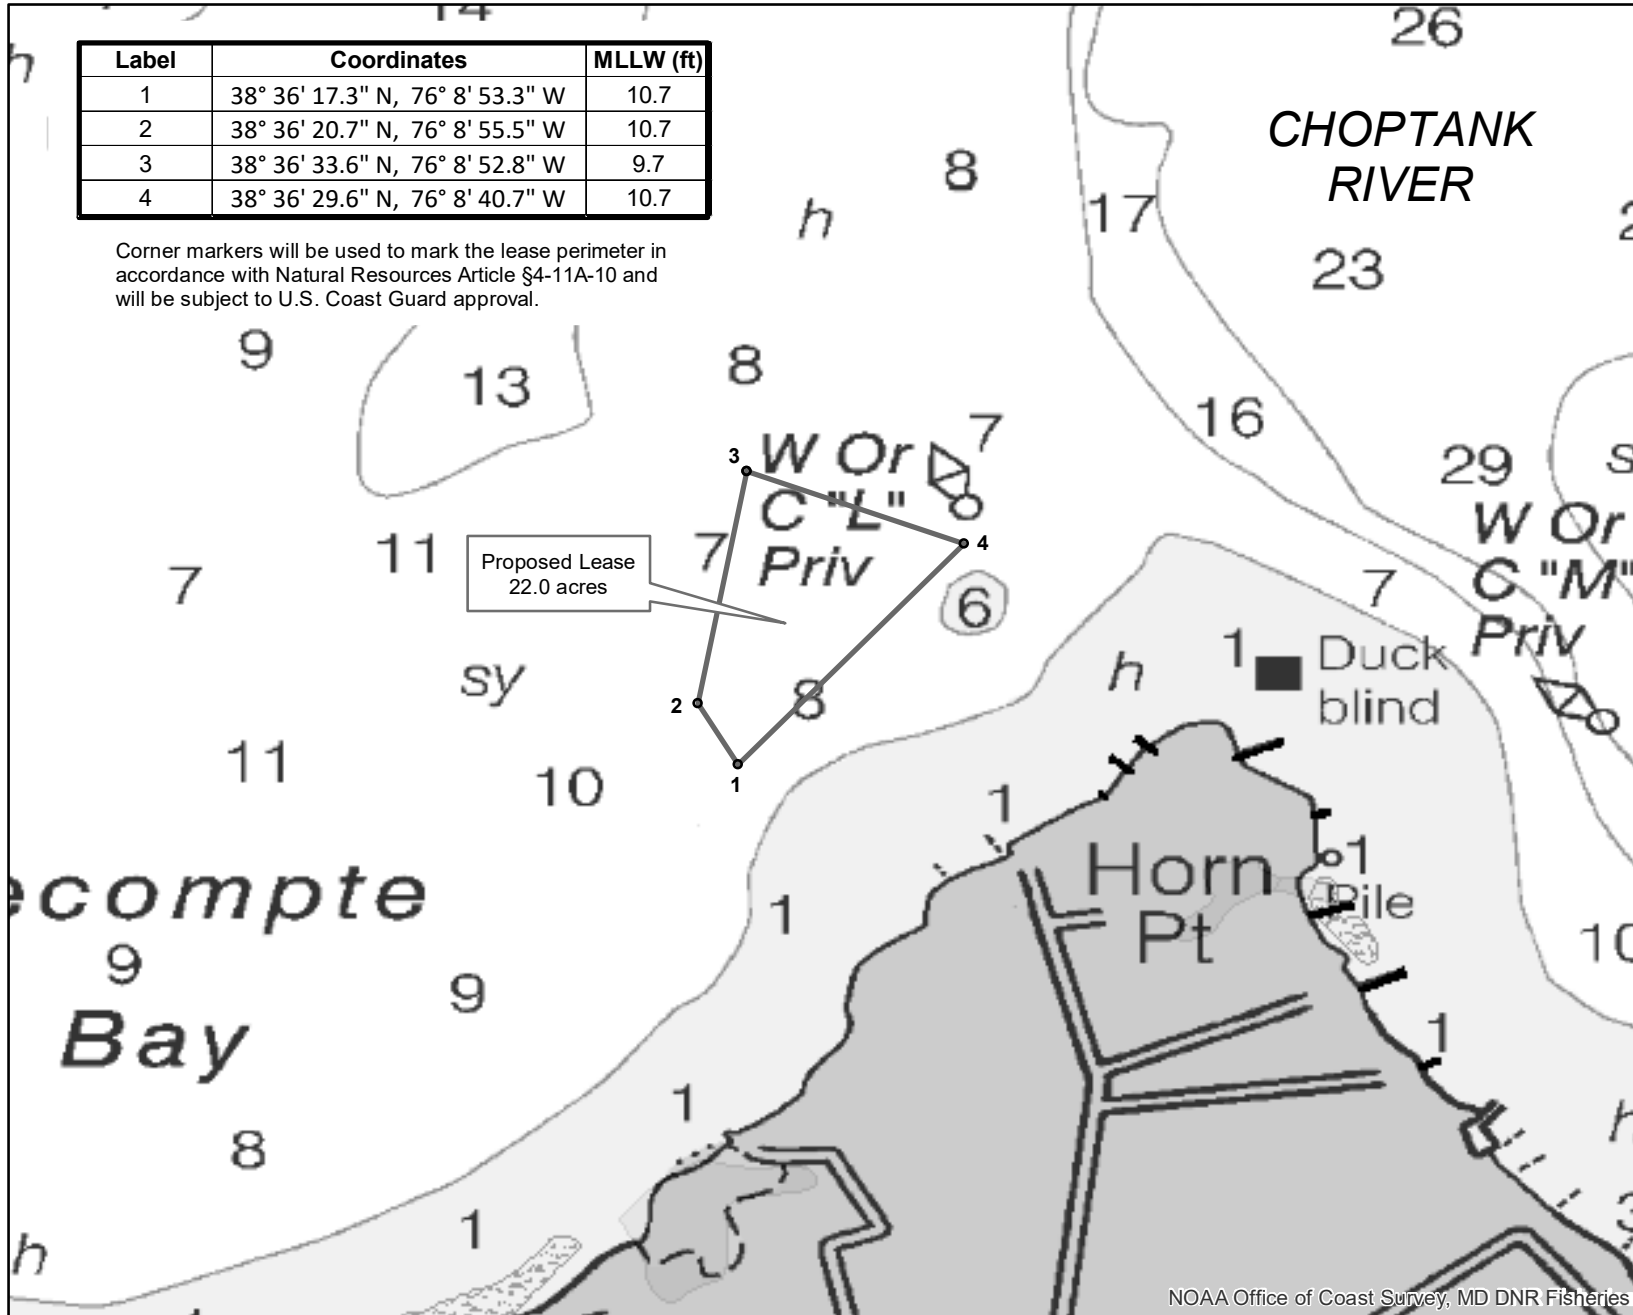 14
7
26
h
Label Coordinates MLLW (ft)
1 38° 36' 17.3" N, 76° 8' 53.3" W 10.7
2 38° 36' 20.7" N, 76° 8' 55.5" W 10.7
3 38° 36' 33.6" N, 76° 8' 52.8" W 9.7
4 38° 36' 29.6" N, 76° 8' 40.7" W 10.7
Corner markers will be used to mark the lease perimeter in
accordance with Natural Resources Article §4-11A-10 and
will be subject to U.S. Coast Guard approval.
CHOPTANK
RIVER
8
h
17
23
9
13
8
7
16
29
s
3
W Or
C "L"
Priv
4
W Or
C "M"
Priv
11
7
7
Proposed Lease
22.0 acres
6
7
sy
8
2
1
h
1
Duck
blind
11
10
1
Horn
Pt
1
Pile
ecompte
Bay
9
9
1
10
1
8
1
h
1
h
3
NOAA Office of Coast Survey, MD DNR Fisheries